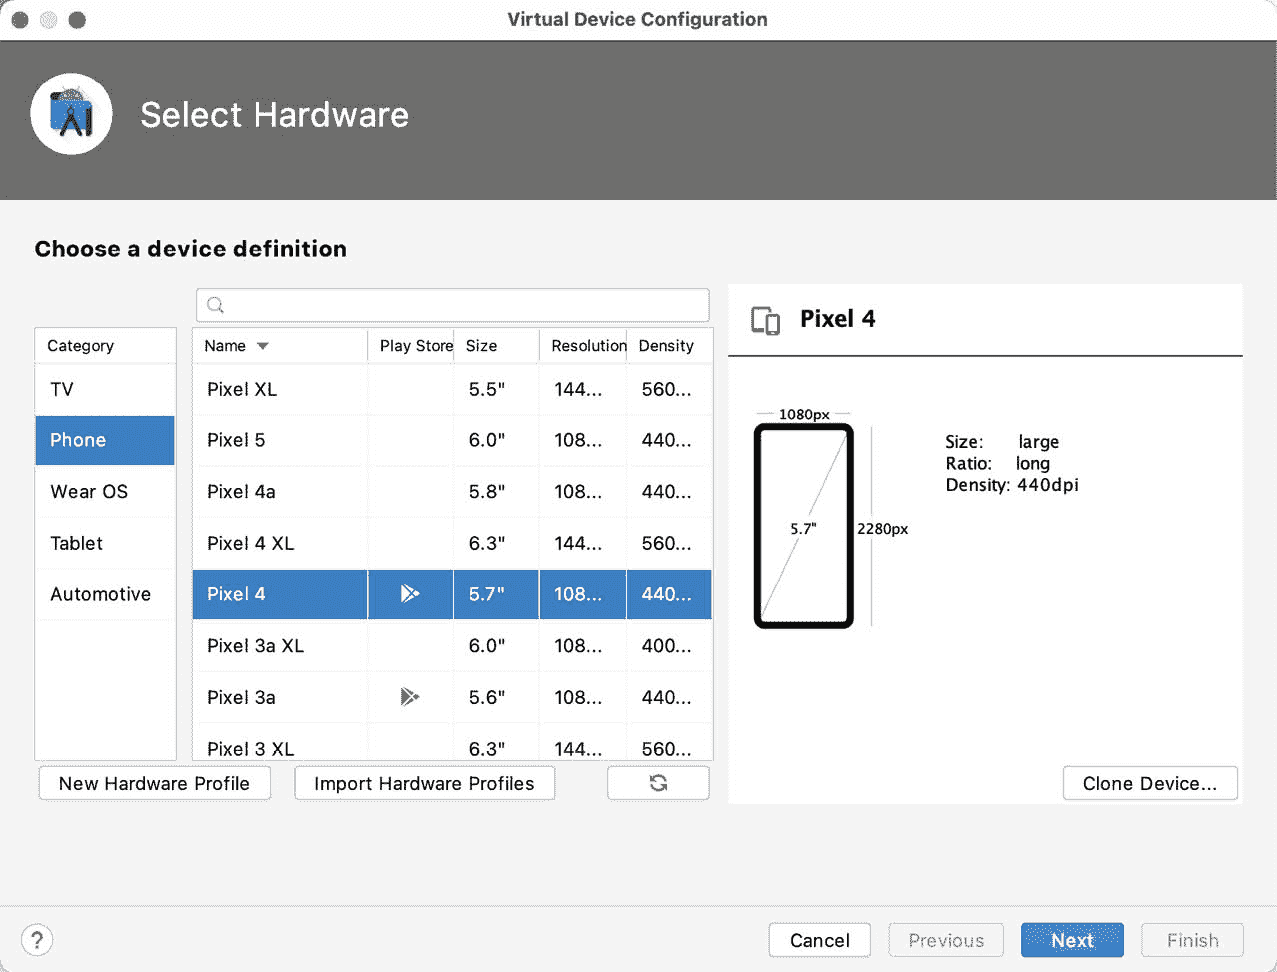 Virtual Device Configuration
Select Hardware
Choose a device definition
Category
TV
Phone
Wear OS
Tablet
Automotive
Name Play Store Size Resolution Density
Pixel XL 5.5" 144... 560...
Pixel 5 6.0" 108... 440...
Pixel 4a 5.8" 108... 440...
Pixel 4 XL 6.3" 144... 560...
Pixel 4 5.7" 108... 440...
Pixel 3a XL 6.0" 108... 400...
Pixel 3a 5.6" 108... 440...
Pixel 3 XL 6.3" 144... 560...
New Hardware Profile Import Hardware Profiles
Pixel 4
1080px
5.7"
2280px
Size: large
Ratio: long
Density: 440dpi
Clone Device...
? Cancel Previous Next Finish